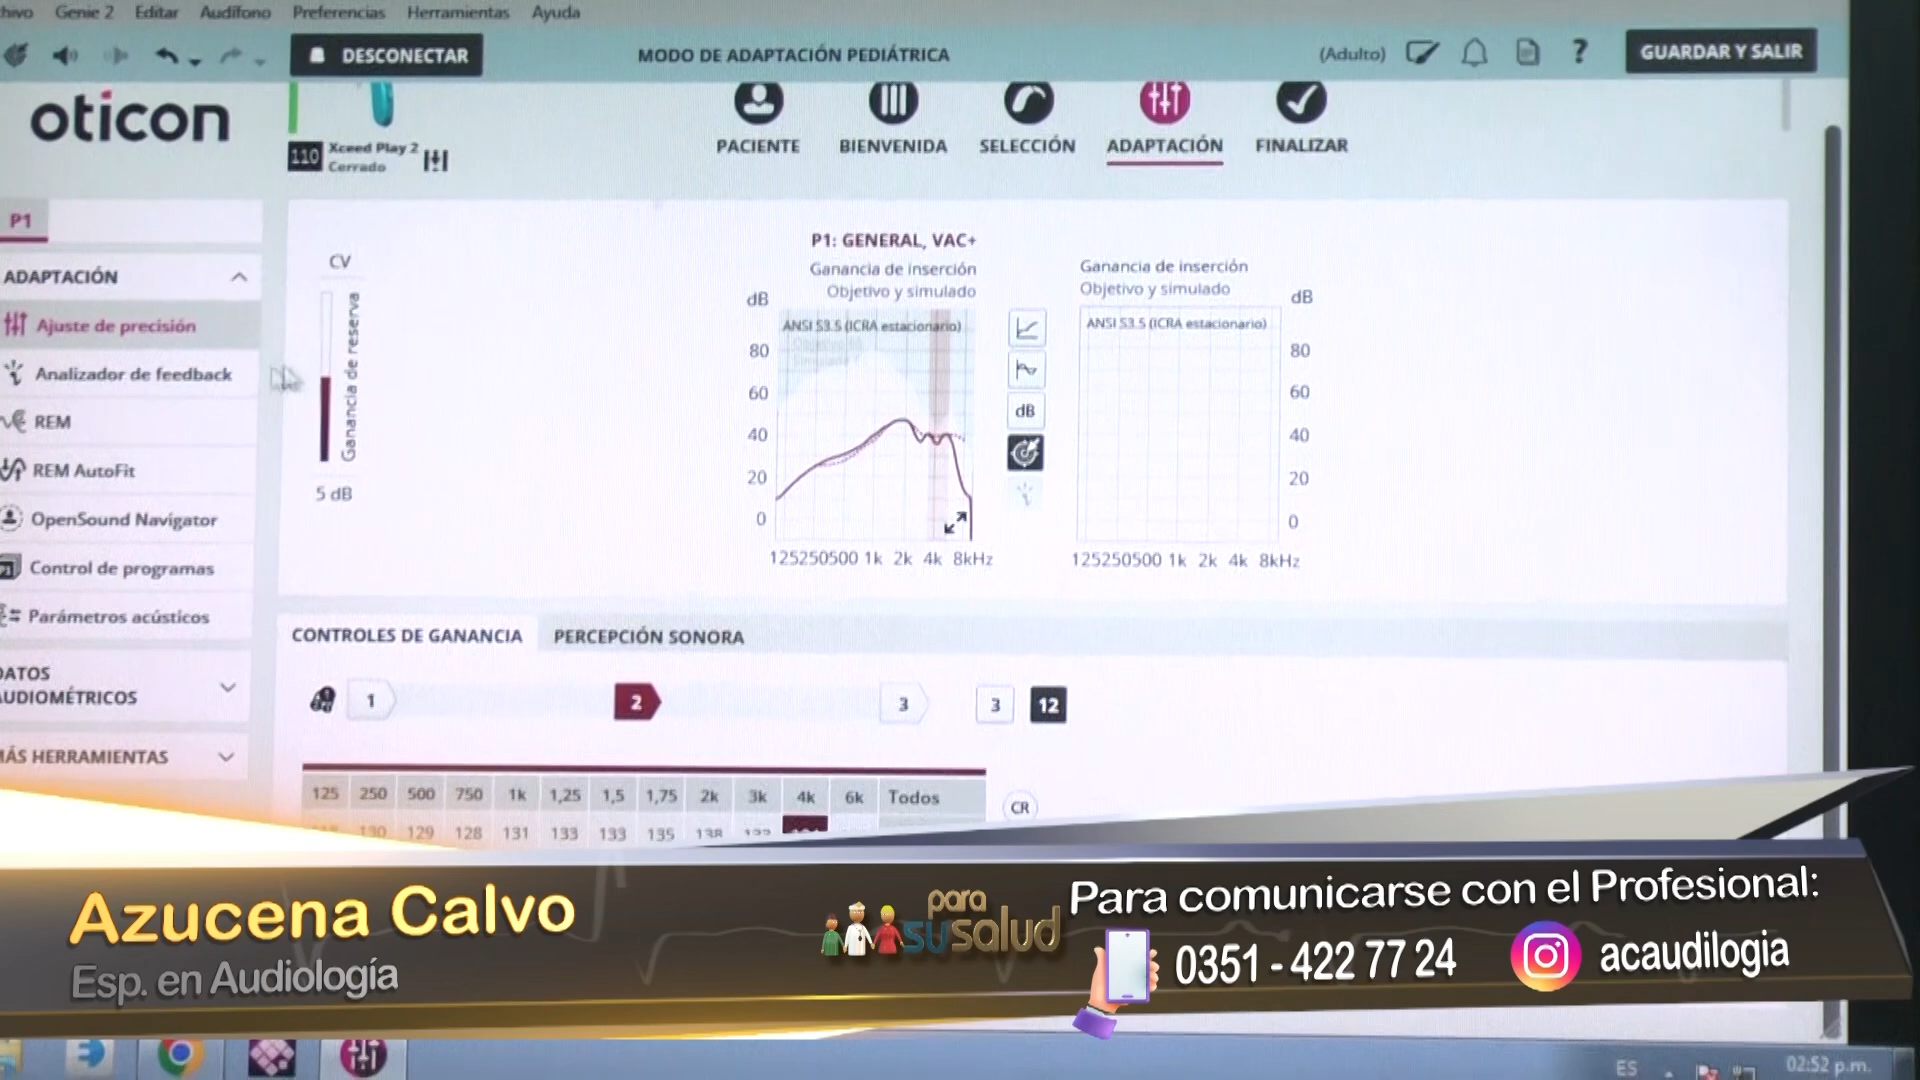 Genie 2 Editar Audífono Preferencias Herramientas Ayuda
DESCONECTAR
MODO DE ADAPTACIÓN PEDIÁTRICA
(Adulto)
?
GUARDAR Y SALIR
oticon
110
Xceed Play 2
Cerrado
PACIENTE
BIENVENIDA
SELECCIÓN
ADAPTACIÓN
FINALIZAR
P1
ADAPTACIÓN
Ajuste de precisión
Analizador de feedback
REM
REM AutoFit
OpenSound Navigator
Control de programas
Parámetros acústicos
DATOS
AUDIOMÉTRICOS
MÁS HERRAMIENTAS
CV
Ganancia de reserva
5 dB
P1: GENERAL, VAC+
Ganancia de inserción
Objetivo y simulado
dB
ANSI S3.5 (ICRA estacionario)
80
60
40
20
0
125 250 500 1k 2k 4k 8kHz
dB
Ganancia de inserción
Objetivo y simulado
dB
ANSI S3.5 (ICRA estacionario)
80
60
40
20
0
125 250 500 1k 2k 4k 8kHz
CONTROLES DE GANANCIA
PERCEPCIÓN SONORA
1
2
3
3
12
125 250 500 750 1k 1,25 1,5 1,75 2k 3k 4k 6k Todos
CR
130 129 128 131 133 133 135 138
Azucena Calvo
Esp. en Audiología
para
su salud
Para comunicarse con el Profesional:
0351 - 422 77 24
acaudilogia
ES
02:52 p.m.